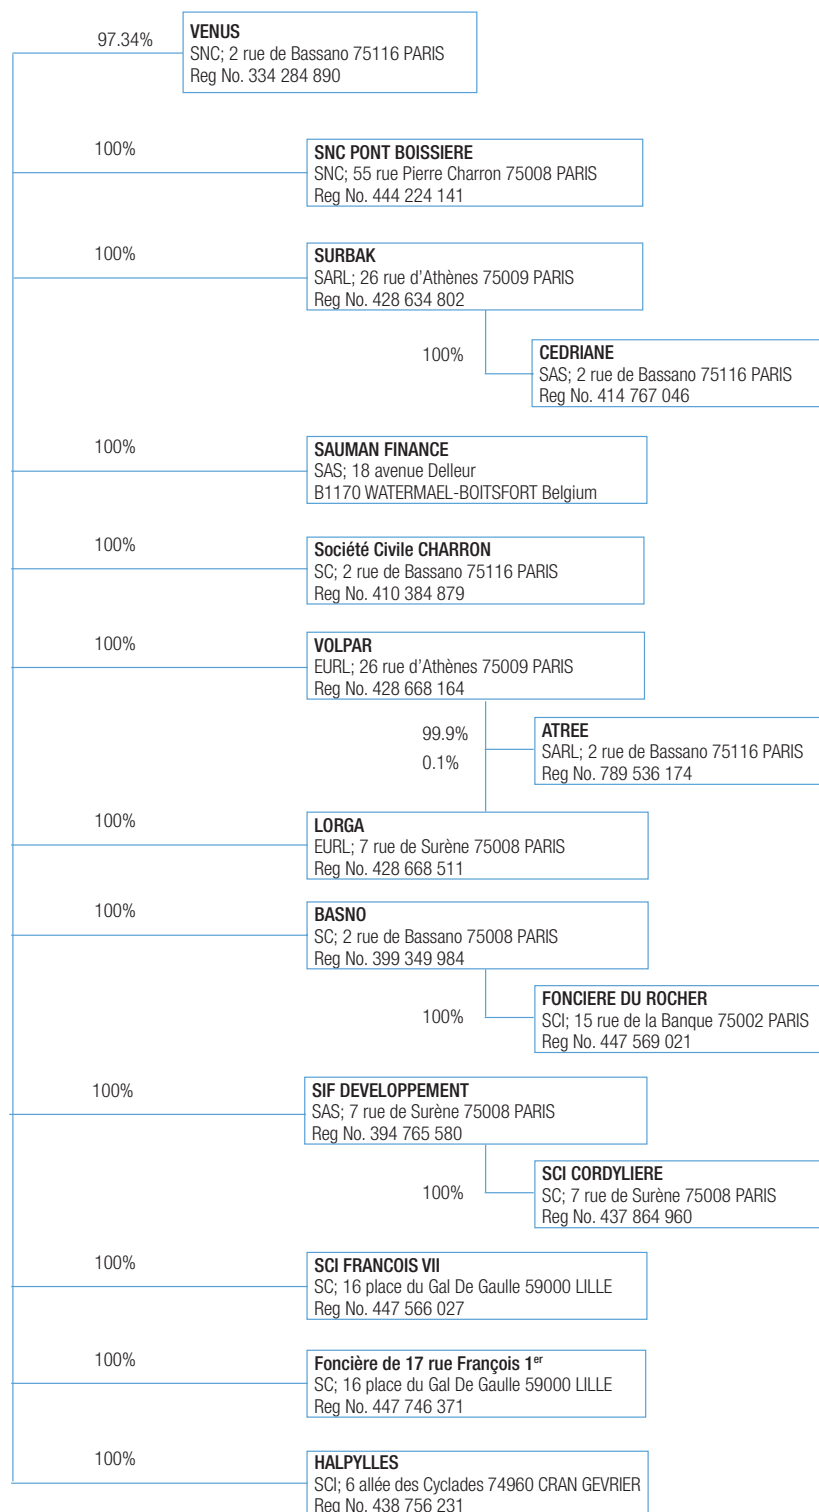 97.34%
VENUS
SNC; 2 rue de Bassano 75116 PARIS
Reg No. 334 284 890
100%
SNC PONT BOISSIERE
SNC; 55 rue Pierre Charron 75008 PARIS
Reg No. 444 224 141
100%
SURBAK
SARL; 26 rue d'Athènes 75009 PARIS
Reg No. 428 634 802
100%
CEDRIANE
SAS; 2 rue de Bassano 75116 PARIS
Reg No. 414 767 046
100%
SAUMAN FINANCE
SAS; 18 avenue Delleur
B1170 WATERMAEL-BOITSFORT Belgium
100%
Société Civile CHARRON
SC; 2 rue de Bassano 75116 PARIS
Reg No. 410 384 879
100%
VOLPAR
EURL; 26 rue d'Athènes 75009 PARIS
Reg No. 428 668 164
99.9%
0.1%
ATREE
SARL; 2 rue de Bassano 75116 PARIS
Reg No. 789 536 174
100%
LORGA
EURL; 7 rue de Surène 75008 PARIS
Reg No. 428 668 511
100%
BASNO
SC; 2 rue de Bassano 75008 PARIS
Reg No. 399 349 984
100%
FONCIERE DU ROCHER
SCI; 15 rue de la Banque 75002 PARIS
Reg No. 447 569 021
100%
SIF DEVELOPPEMENT
SAS; 7 rue de Surène 75008 PARIS
Reg No. 394 765 580
100%
SCI CORDYLIERE
SC; 7 rue de Surène 75008 PARIS
Reg No. 437 864 960
100%
SCI FRANCOIS VII
SC; 16 place du Gal De Gaulle 59000 LILLE
Reg No. 447 566 027
100%
Foncière de 17 rue François 1er
SC; 16 place du Gal De Gaulle 59000 LILLE
Reg No. 447 746 371
100%
HALPYLLES
SCI; 6 allée des Cyclades 74960 CRAN GEVRIER
Reg No. 438 756 231